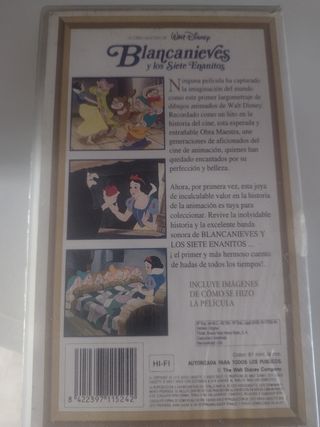 Walt Disney
Blancanieves
y los Siete Enanitos
Ninguna película ha capturado
la imaginación del mundo
como este primer largometraje de
dibujos animados de Walt Disney.
Recordado como un hito en la
historia del cine, esta esperada y
entrañable Obra Maestra, une
generaciones de aficionados del
cine de animación, quienes han
quedado encantados por su
perfección y belleza.
Ahora, por primera vez, esta joya
de incalculable valor en la historia
de la animación es tuya para
coleccionar. Revive la inolvidable
historia y la excelente banda
sonora de BLANCANIEVES Y
LOS SIETE ENANITOS ...
¡ el primer y más hermoso cuento
de hadas de todos los tiempos!.
INCLUYE IMÁGENES
DE CÓMO SE HIZO
LA PELÍCULA
HI-FI
Color. 81 min.
AUTORIZADA PARA TODOS LOS PUBLICOS
© The Walt Disney Company
8 422397 115242